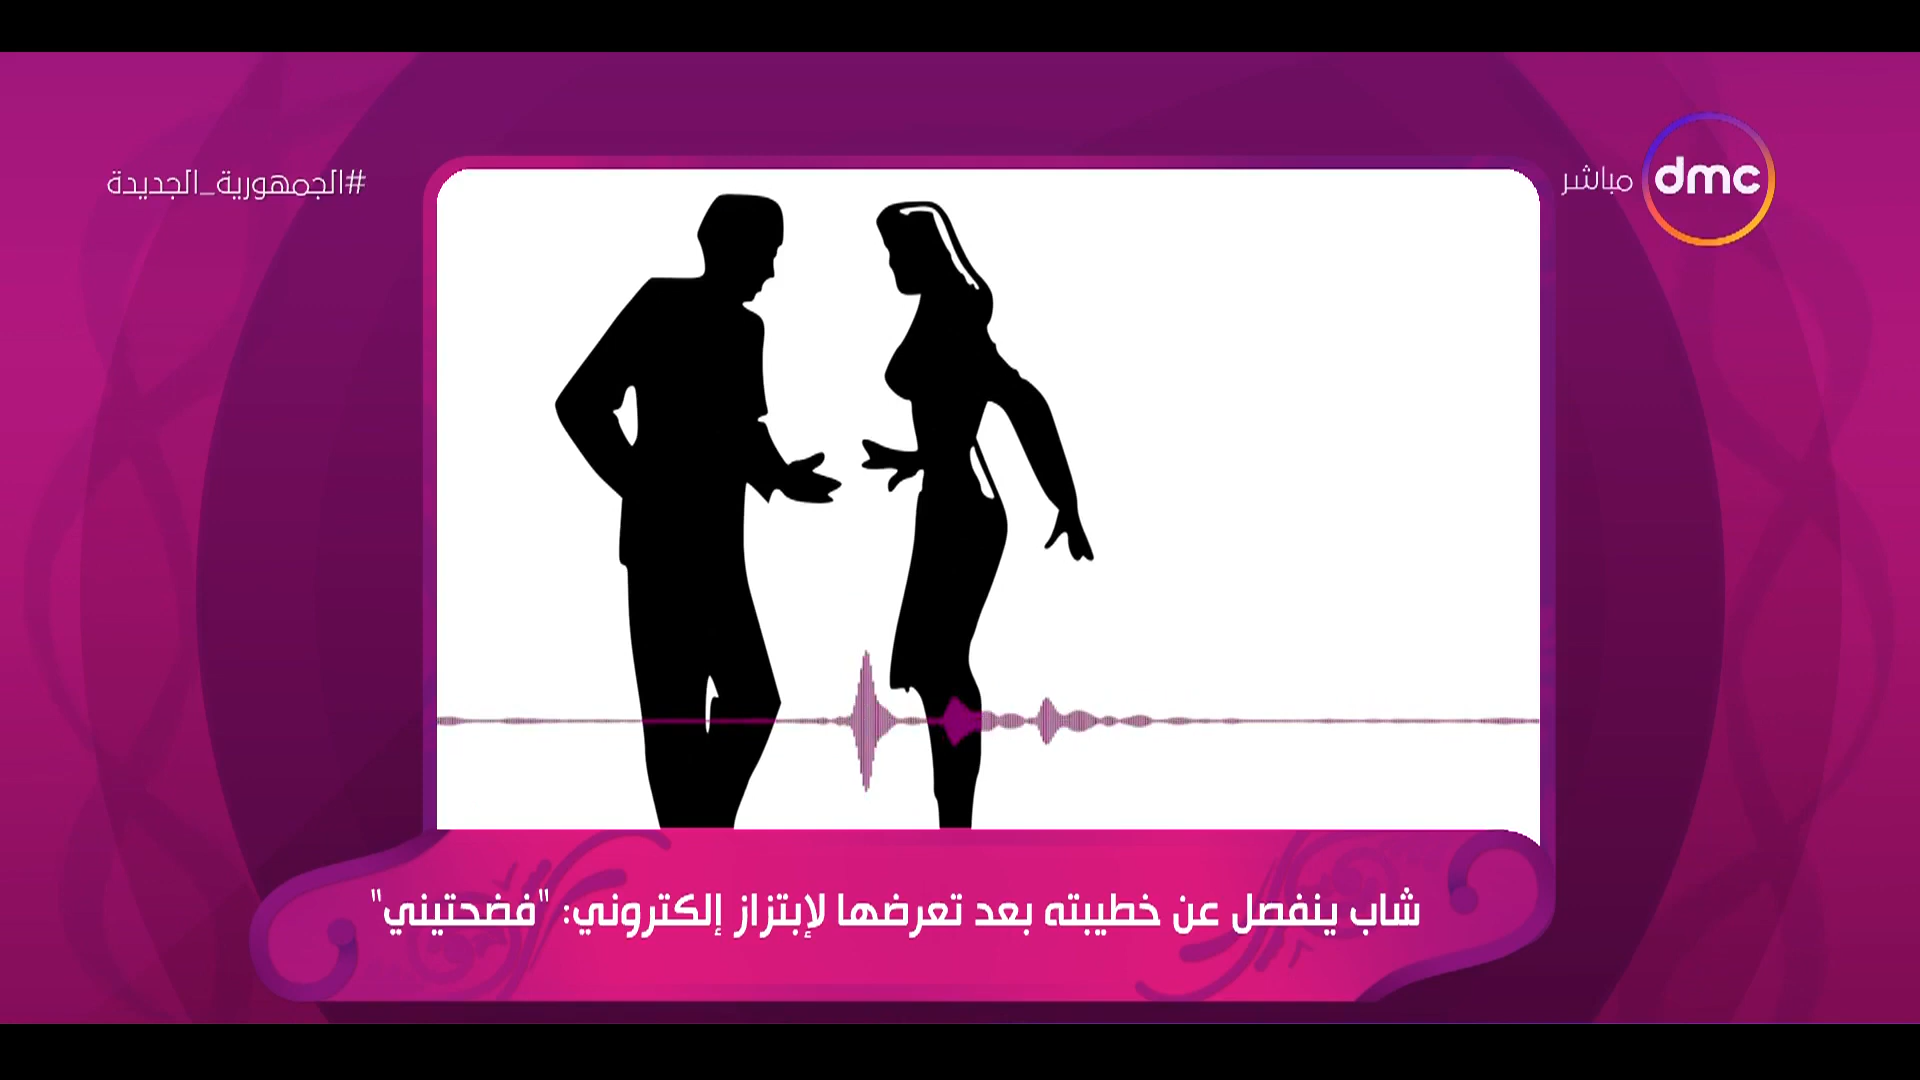 #الجمهورية_الجديدة
مباشر
dmc
شاب ينفصل عن خطيبته بعد تعرضها لإبتزاز إلكتروني: "فضحتيني"